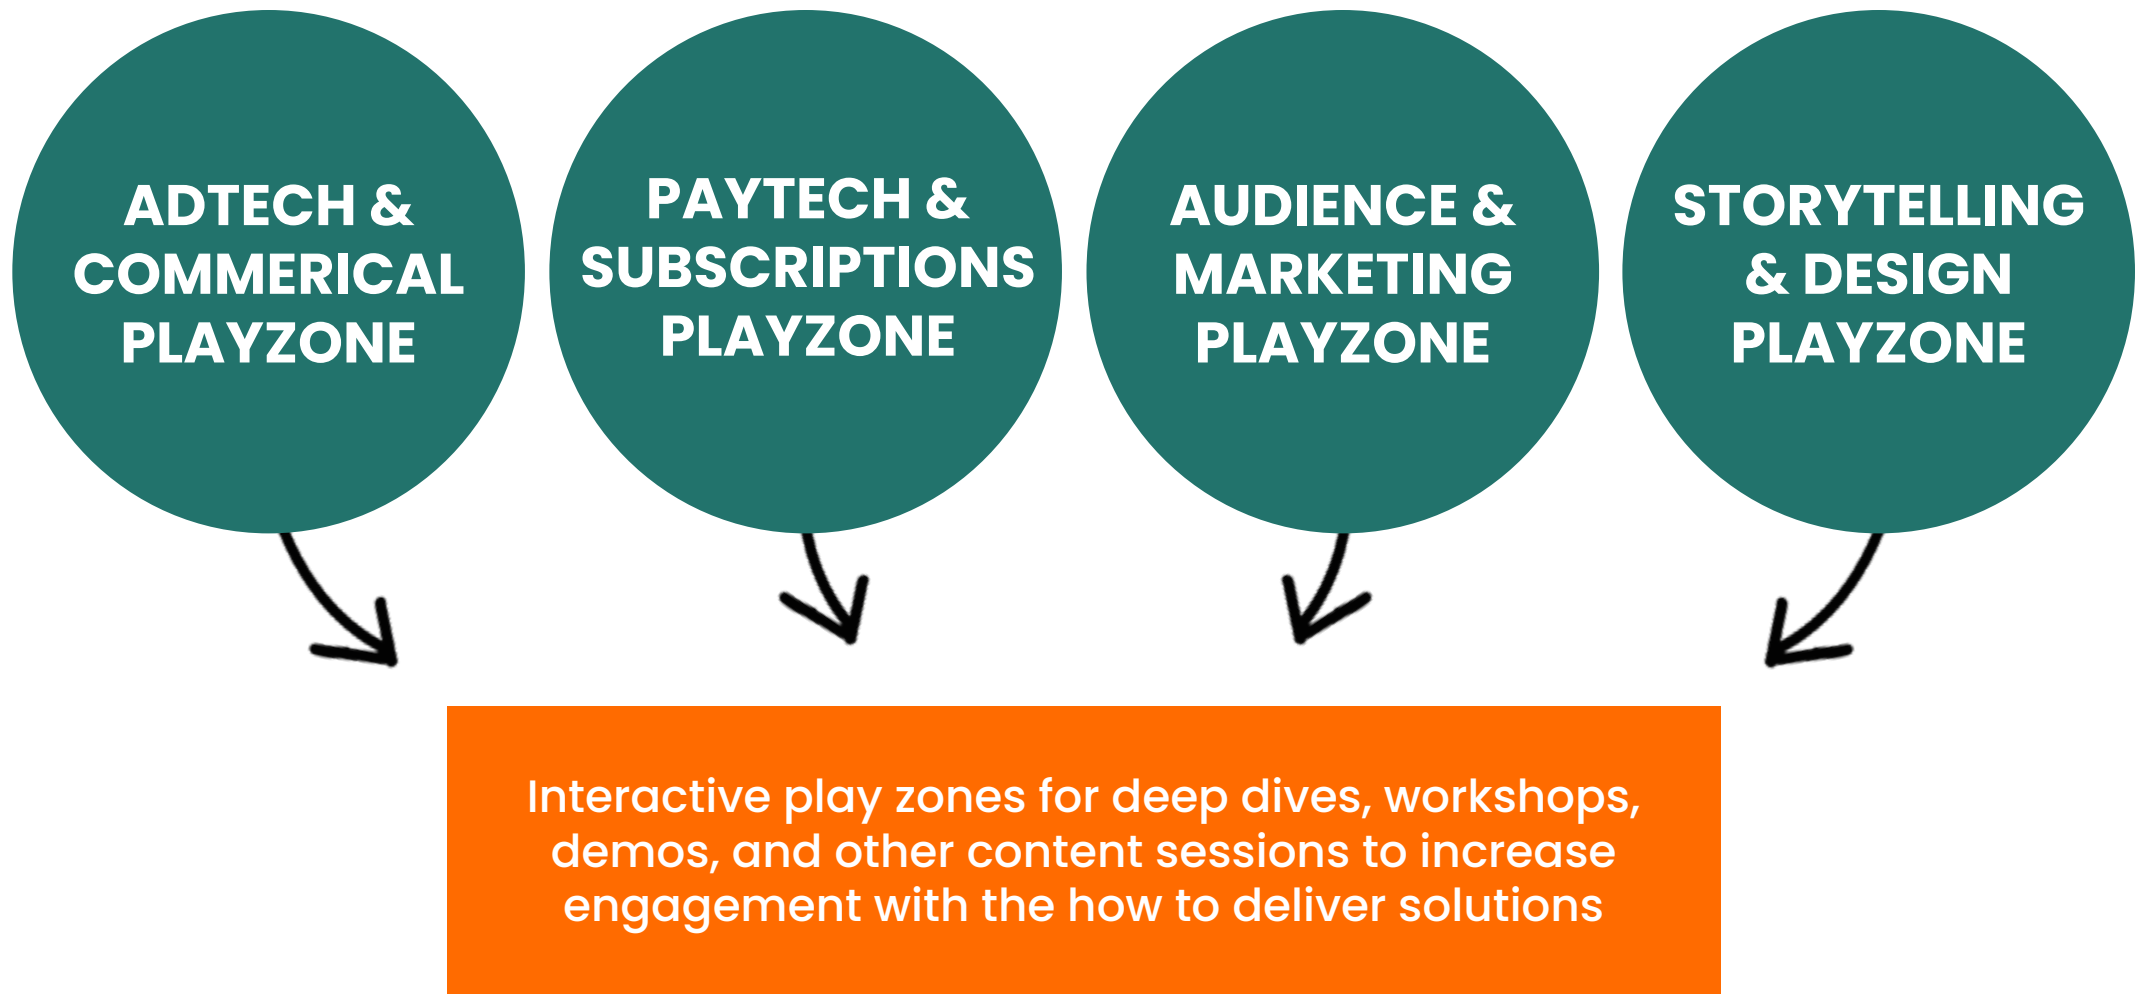 ADTECH &
COMMERICAL
PLAYZONE
PAYTECH &
SUBSCRIPTIONS
PLAYZONE
AUDIENCE &
MARKETING
PLAYZONE
STORYTELLING
& DESIGN
PLAYZONE
Interactive play zones for deep dives, workshops,
demos, and other content sessions to increase
engagement with the how to deliver solutions